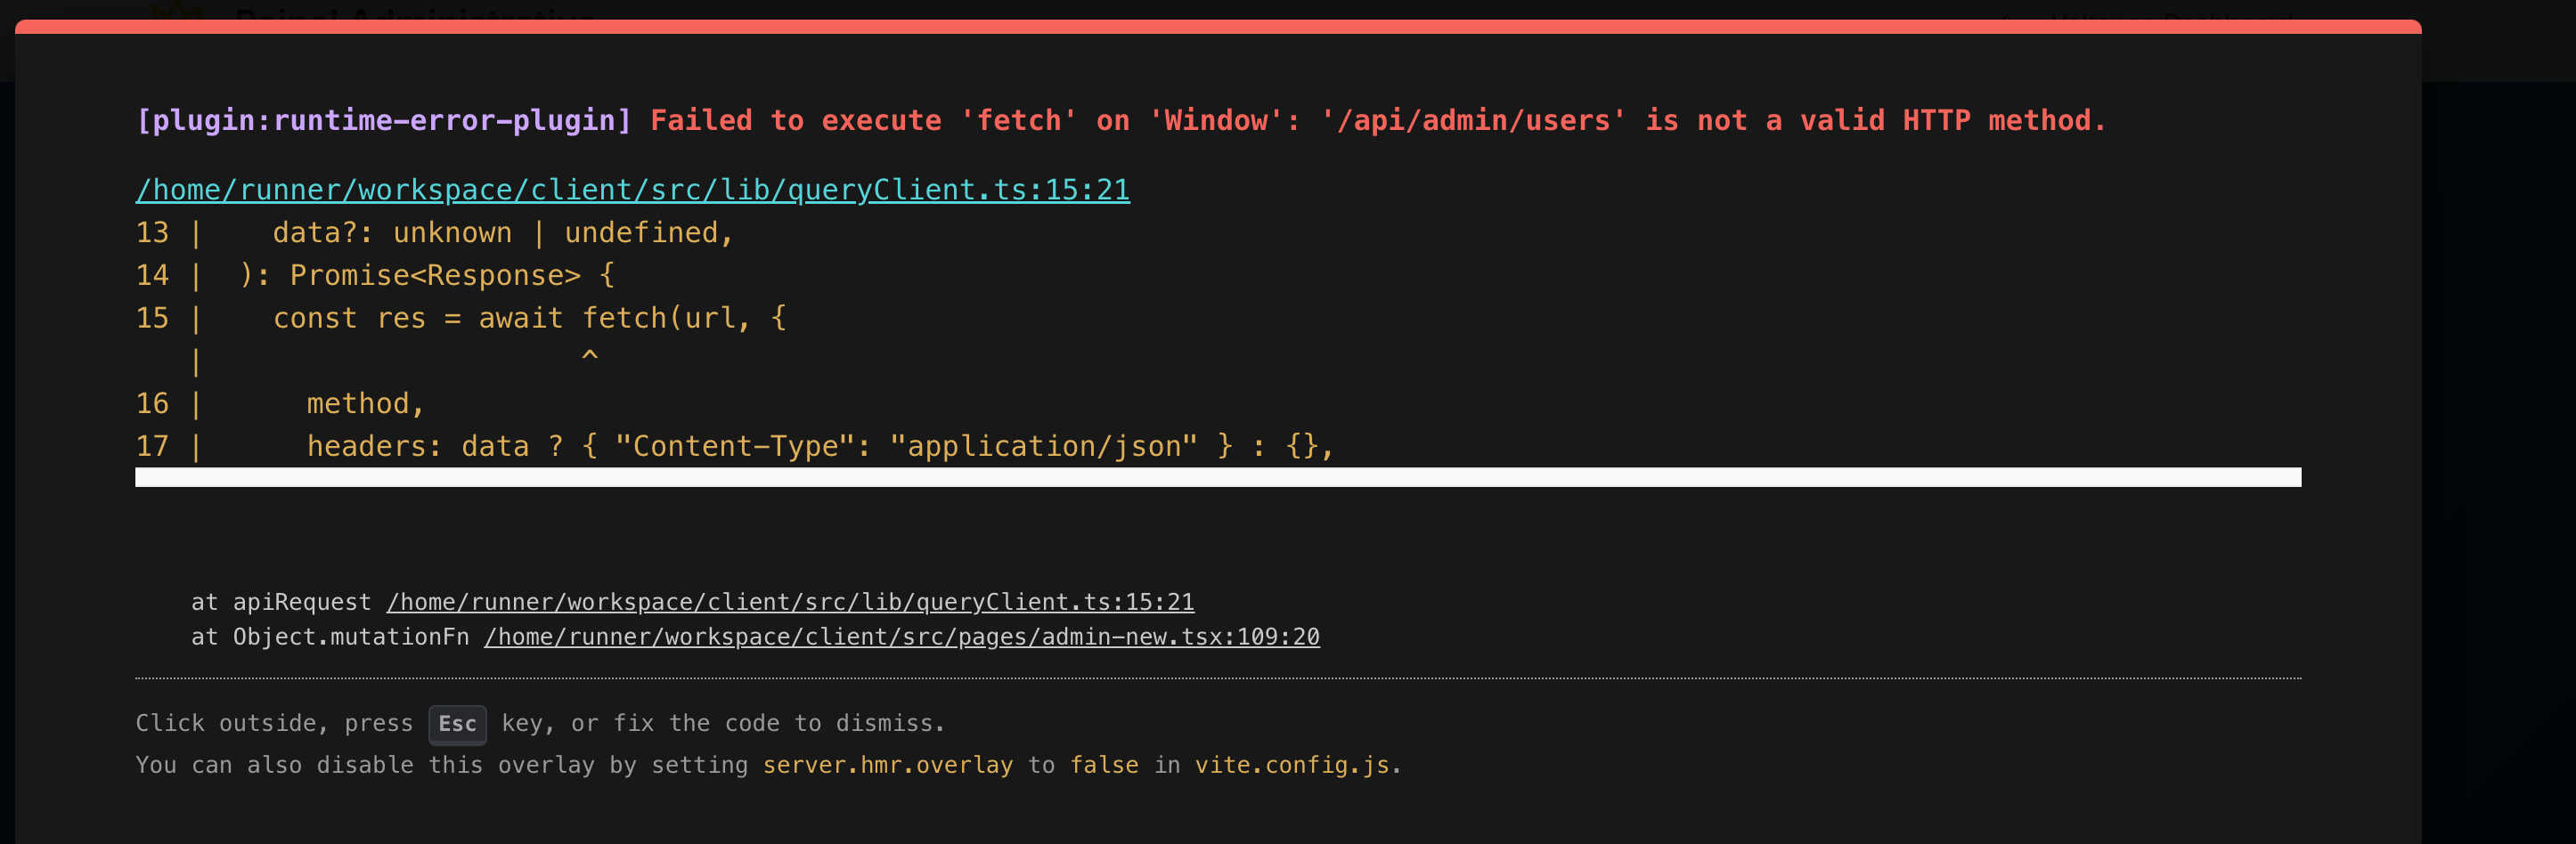 [plugin:runtime-error-plugin] Failed to execute 'fetch' on 'Window': '/api/admin/users' is not a valid HTTP method.
/home/runner/workspace/client/src/lib/queryClient.ts:15:21
13 |    data?: unknown | undefined,
14 |  ): Promise<Response> {
15 |    const res = await fetch(url, {
   |                      ^
16 |      method,
17 |      headers: data ? { "Content-Type": "application/json" } : {},
    at apiRequest /home/runner/workspace/client/src/lib/queryClient.ts:15:21
    at Object.mutationFn /home/runner/workspace/client/src/pages/admin-new.tsx:109:20
Click outside, press Esc key, or fix the code to dismiss.
You can also disable this overlay by setting server.hmr.overlay to false in vite.config.js.